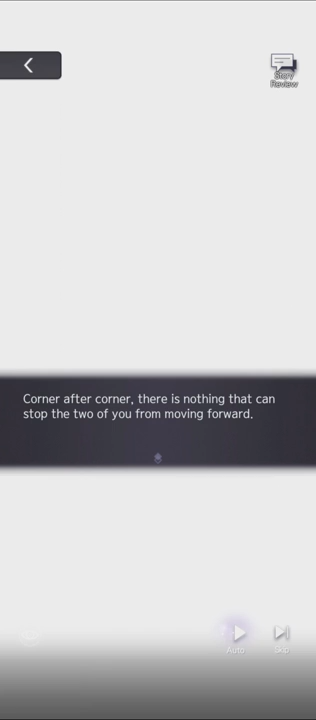 Story
Review
Corner after corner, there is nothing that can
stop the two of you from moving forward.
Auto
Skip